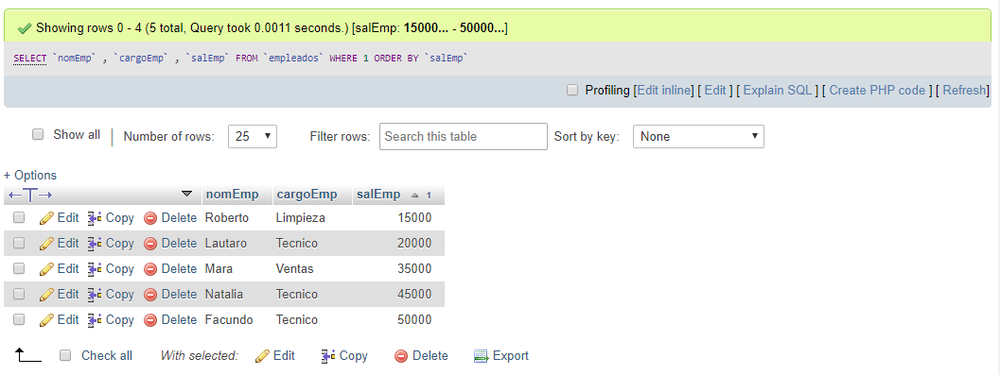 Showing rows 0 - 4 (5 total, Query took 0.0011 seconds.) [salEmp: 15000... - 50000...]
SELECT `nomEmp` , `cargoEmp` , `salEmp` FROM `empleados` WHERE 1 ORDER BY `salEmp`
Profiling [Edit inline] [ Edit ] [ Explain SQL ] [ Create PHP code ] [ Refresh]
Show all | Number of rows: 25 Filter rows: Search this table Sort by key: None
+ Options
←T→ nomEmp cargoEmp salEmp 1
Edit Copy Delete Roberto Limpieza 15000
Edit Copy Delete Lautaro Tecnico 20000
Edit Copy Delete Mara Ventas 35000
Edit Copy Delete Natalia Tecnico 45000
Edit Copy Delete Facundo Tecnico 50000
Check all With selected: Edit Copy Delete Export